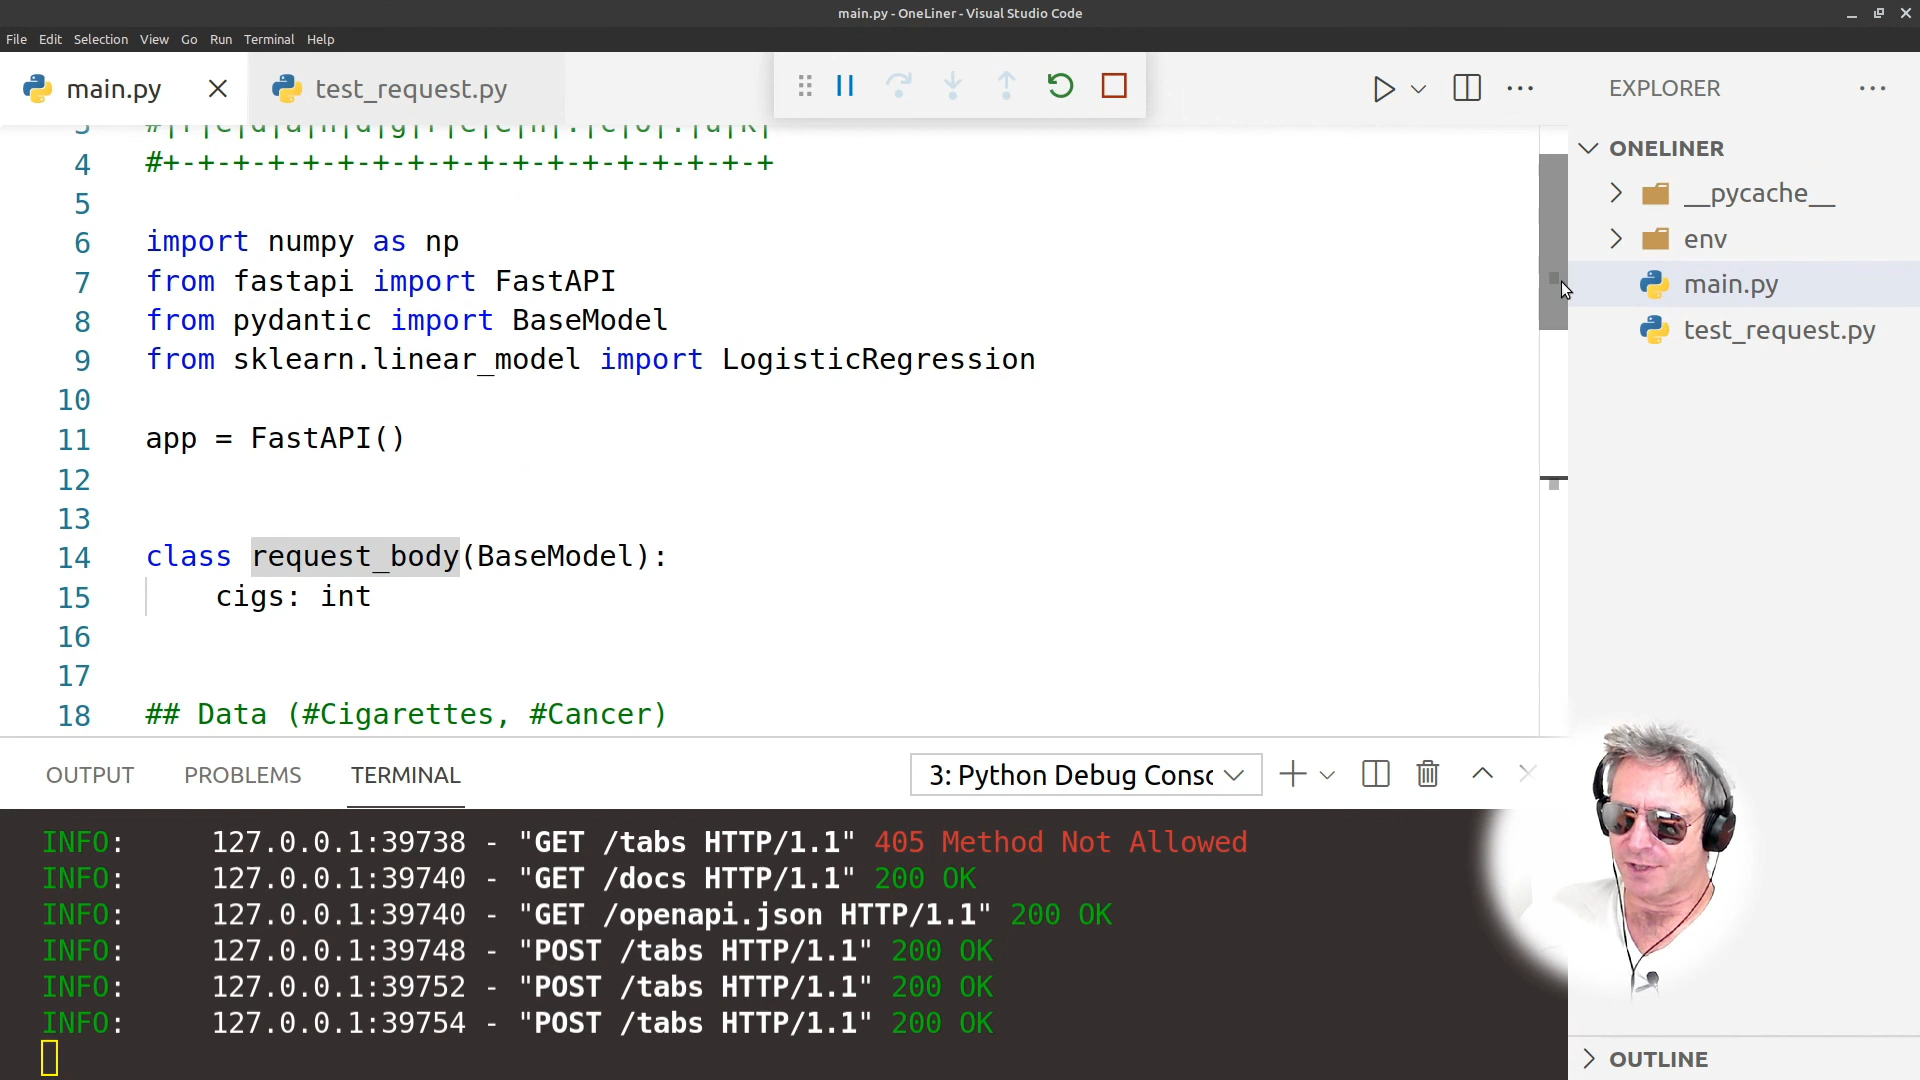 main.py - OneLiner - Visual Studio Code
File Edit Selection View Go Run Terminal Help
main.py
test_request.py
EXPLORER
ONELINER
__pycache__
env
main.py
test_request.py
4 #+-+-+-+-+-+-+-+-+-+-+-+-+-+-+-+-+-+
5
6 import numpy as np
7 from fastapi import FastAPI
8 from pydantic import BaseModel
9 from sklearn.linear_model import LogisticRegression
10
11 app = FastAPI()
12
13
14 class request_body(BaseModel):
15 cigs: int
16
17
18 ## Data (#Cigarettes, #Cancer)
OUTPUT PROBLEMS TERMINAL
3: Python Debug Consc
INFO: 127.0.0.1:39738 - "GET /tabs HTTP/1.1" 405 Method Not Allowed
INFO: 127.0.0.1:39740 - "GET /docs HTTP/1.1" 200 OK
INFO: 127.0.0.1:39740 - "GET /openapi.json HTTP/1.1" 200 OK
INFO: 127.0.0.1:39748 - "POST /tabs HTTP/1.1" 200 OK
INFO: 127.0.0.1:39752 - "POST /tabs HTTP/1.1" 200 OK
INFO: 127.0.0.1:39754 - "POST /tabs HTTP/1.1" 200 OK
OUTLINE